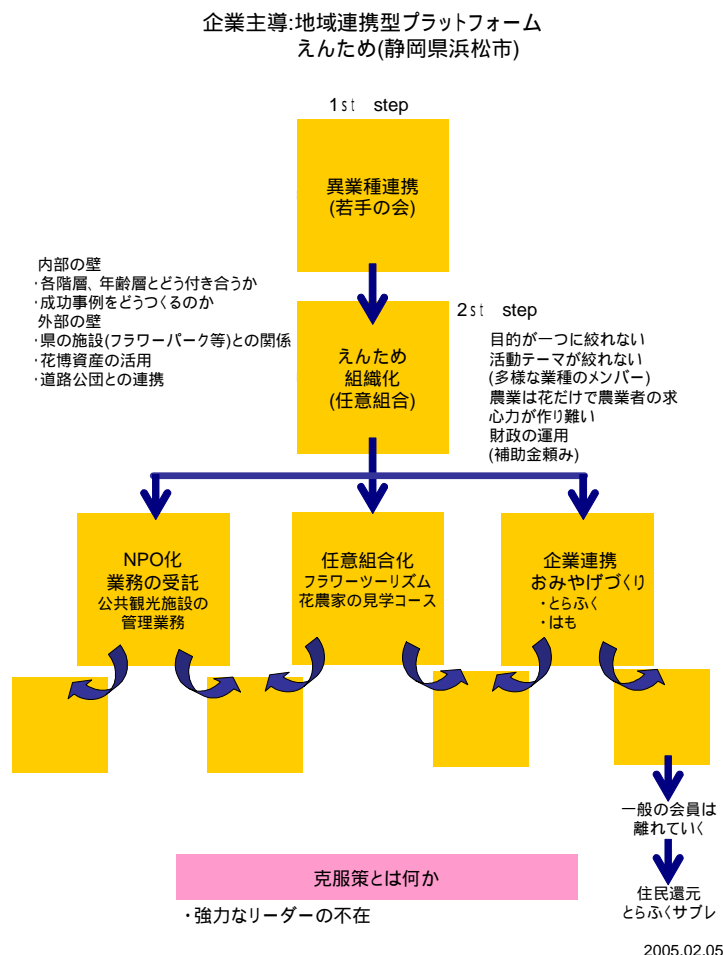 企業主導:地域連携型プラットフォーム
えんため(静岡県浜松市)
1st step
異業種連携
(若手の会)
内部の壁
・各階層、年齢層とどう付き合うか
・成功事例をどうつくるのか
外部の壁
・県の施設(フラワーパーク等)との関係
・花博資産の活用
・道路公団との連携
えんため
組織化
(任意組合)
2st step
目的が一つに絞れない
活動テーマが絞れない
(多様な業種のメンバー)
農業は花だけで農業者の求
心力が作り難い
財政の運用
(補助金頼み)
NPO化
業務の受託
公共観光施設の
管理業務
任意組合化
フラワーツーリズム
花農家の見学コース
企業連携
おみやげづくり
・とらふく
・はも
一般の会員は
離れていく
住民還元
とらふくサブレ
克服策とは何か
・強力なリーダーの不在
2005.02.05